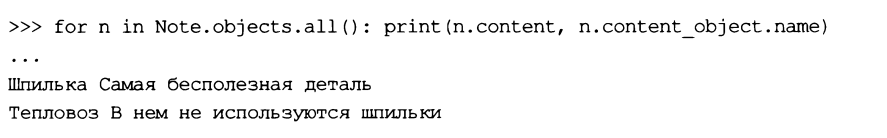 >>> for n in Note.objects.all(): print(n.content, n.content_object.name)
...
Шпилька Самая бесполезная деталь
Тепловоз В нем не используются шпильки